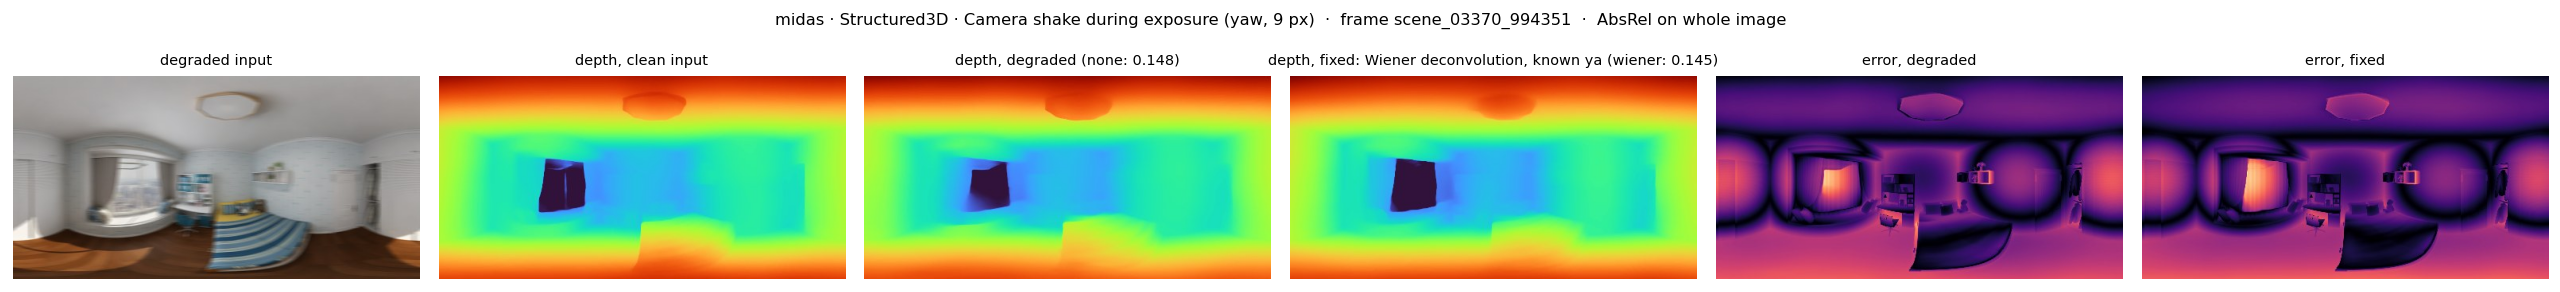 midas · Structured3D · Camera shake during exposure (yaw, 9 px) · frame scene_03370_994351 · AbsRel on whole image
degraded input
depth, clean input
depth, degraded (none: 0.148)
depth, fixed: Wiener deconvolution, known ya (wiener: 0.145)
error, degraded
error, fixed